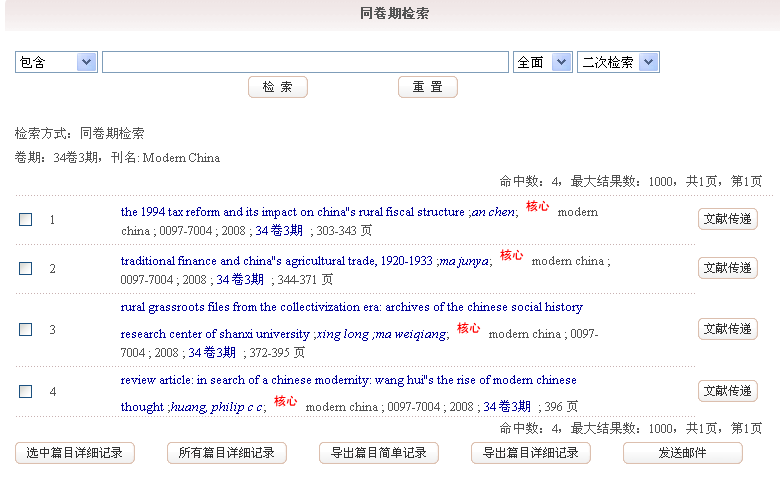 同卷期检索
包含 全面 二次检索
检 索 重 置
检索方式：同卷期检索
卷期：34卷3期，刊名: Modern China
命中数：4，最大结果数：1000，共1页，第1页
1 the 1994 tax reform and its impact on china"s rural fiscal structure ;an chen; 核心 modern
china ; 0097-7004 ; 2008 ; 34 卷3期 ; 303-343 页 文献传递
2 traditional finance and china"s agricultural trade, 1920-1933 ;ma junya; 核心 modern china ;
0097-7004 ; 2008 ; 34 卷3期 ; 344-371 页 文献传递
rural grassroots files from the collectivization era: archives of the chinese social history
3 research center of shanxi university ;xing long ;ma weiqiang; 核心 modern china ; 0097- 文献传递
7004 ; 2008 ; 34 卷3期 ; 372-395 页
review article: in search of a chinese modernity: wang hui"s the rise of modern chinese
4 thought ;huang, philip c c; 核心 modern china ; 0097-7004 ; 2008 ; 34 卷3期 ; 396 页 文献传递
命中数：4，最大结果数：1000，共1页，第1页
选中篇目详细记录 所有篇目详细记录 导出篇目简单记录 导出篇目详细记录 发送邮件